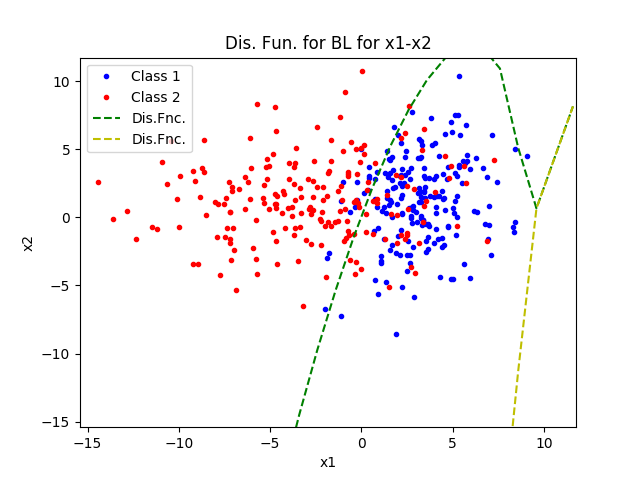 Dis. Fun. for BL for x1-x2
Class 1
Class 2
Dis.Fnc.
Dis.Fnc.
10
5
0
−5
−10
−15
x2
−15 −10 −5 0 5 10
x1